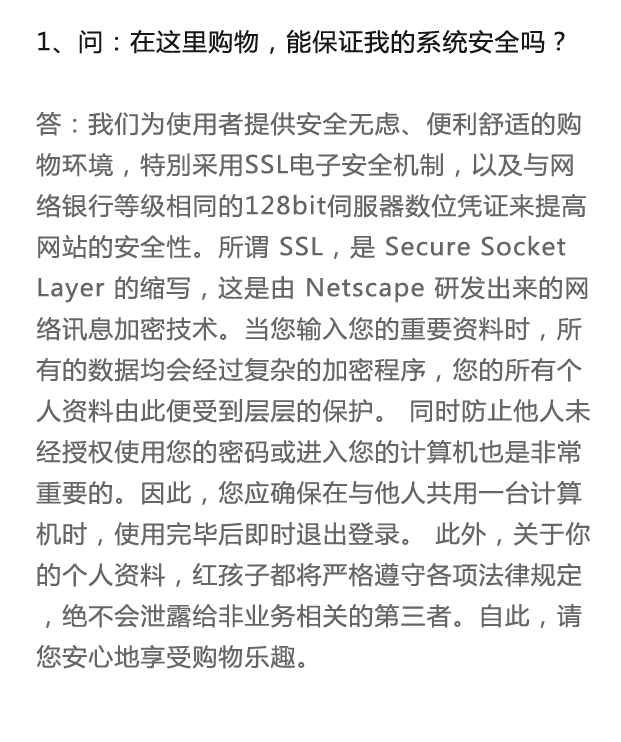 1、问：在这里购物，能保证我的系统安全吗？
答：我们为使用者提供安全无虑、便利舒适的购
物环境，特別采用SSL电子安全机制，以及与网
络银行等级相同的128bit伺服器数位凭证来提高
网站的安全性。所谓 SSL，是 Secure Socket
Layer 的缩写，这是由 Netscape 研发出来的网
络讯息加密技术。当您输入您的重要资料时，所
有的数据均会经过复杂的加密程序，您的所有个
人资料由此便受到层层的保护。 同时防止他人未
经授权使用您的密码或进入您的计算机也是非常
重要的。因此，您应确保在与他人共用一台计算
机时，使用完毕后即时退出登录。 此外，关于你
的个人资料，红孩子都将严格遵守各项法律规定
，绝不会泄露给非业务相关的第三者。自此，请
您安心地享受购物乐趣。